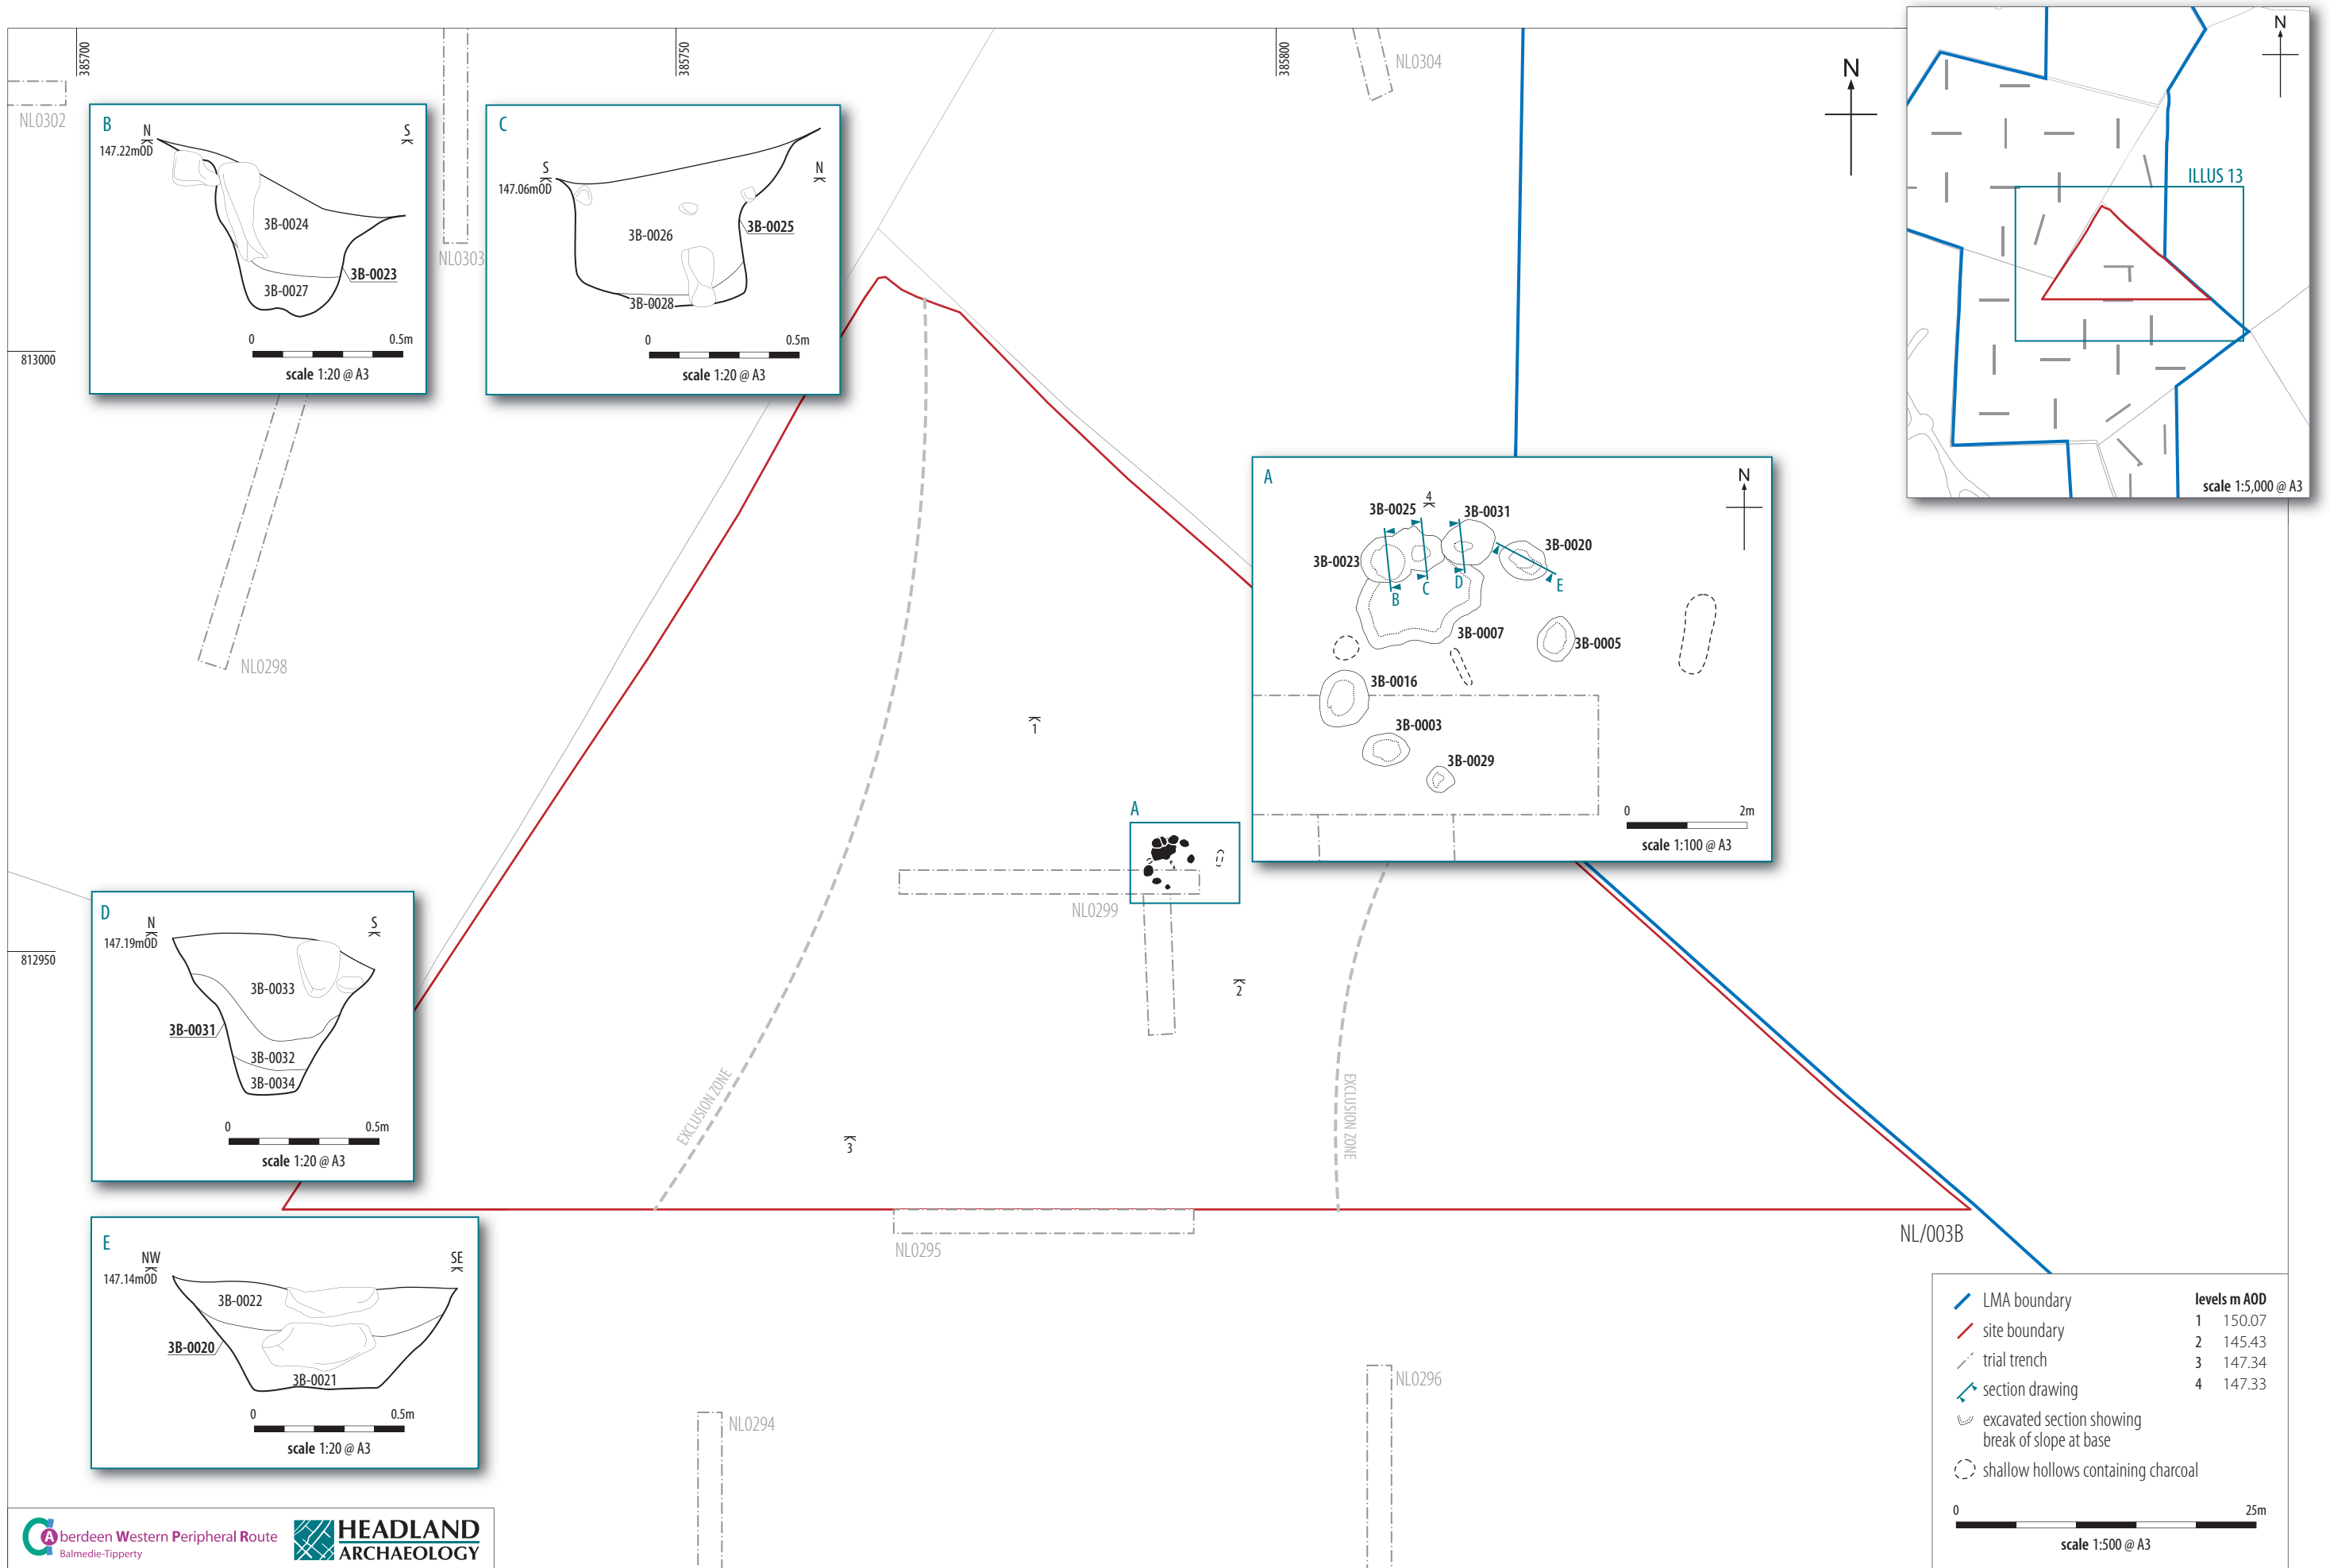 385700
385750
385800
813000
812950
NL0302
NL0303
NL0304
NL0298
NL0299
NL0295
NL0294
NL0296
NL/003B
EXCLUSION ZONE
EXCLUSION ZONE
N
1
2
3
A
B
N
S
147.22mOD
3B-0024
3B-0023
3B-0027
0 0.5m
scale 1:20 @ A3
C
S
N
147.06mOD
3B-0026
3B-0025
3B-0028
0 0.5m
scale 1:20 @ A3
N
ILLUS 13
scale 1:5,000 @ A3
A
N
4
3B-0025
3B-0031
3B-0023
3B-0020
B
C
D
E
3B-0007
3B-0005
3B-0016
3B-0003
3B-0029
0 2m
scale 1:100 @ A3
D
N
S
147.19mOD
3B-0033
3B-0031
3B-0032
3B-0034
0 0.5m
scale 1:20 @ A3
E
NW
SE
147.14mOD
3B-0022
3B-0020
3B-0021
0 0.5m
scale 1:20 @ A3
LMA boundary
site boundary
trial trench
section drawing
excavated section showing
break of slope at base
shallow hollows containing charcoal
levels m AOD
1 150.07
2 145.43
3 147.34
4 147.33
0 25m
scale 1:500 @ A3
Aberdeen Western Peripheral Route
Balmedie-Tipperty
HEADLAND
ARCHAEOLOGY